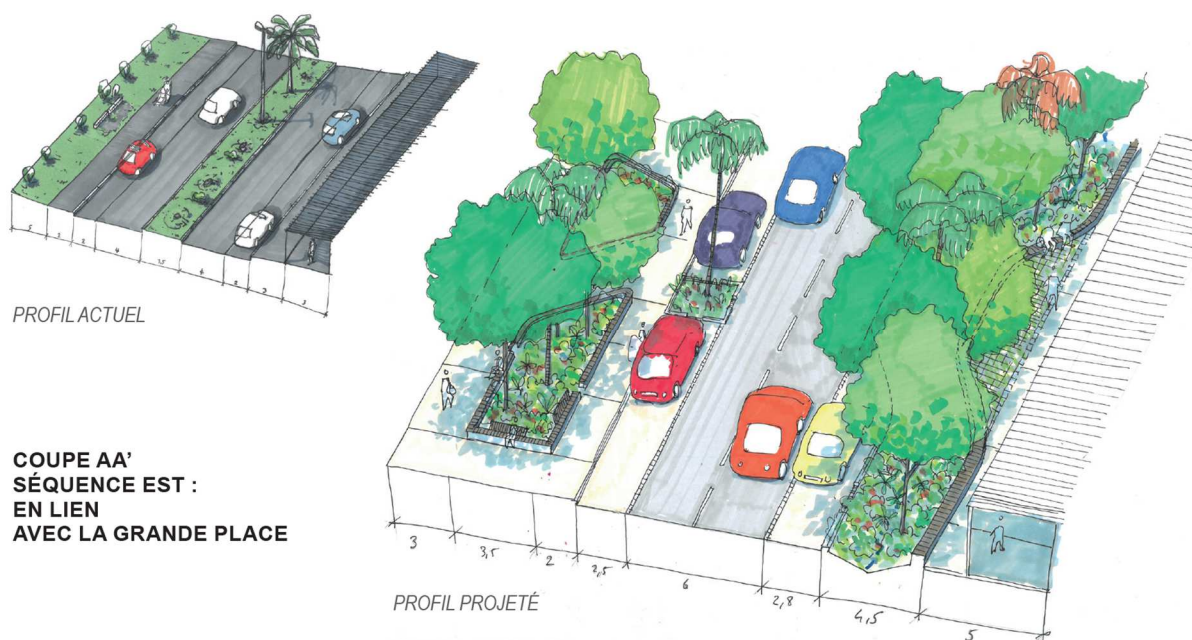 PROFIL ACTUEL
COUPE AA’
SÉQUENCE EST :
EN LIEN
AVEC LA GRANDE PLACE
3
3,5
2
2,5
6
2,8
4,5
5
PROFIL PROJETÉ